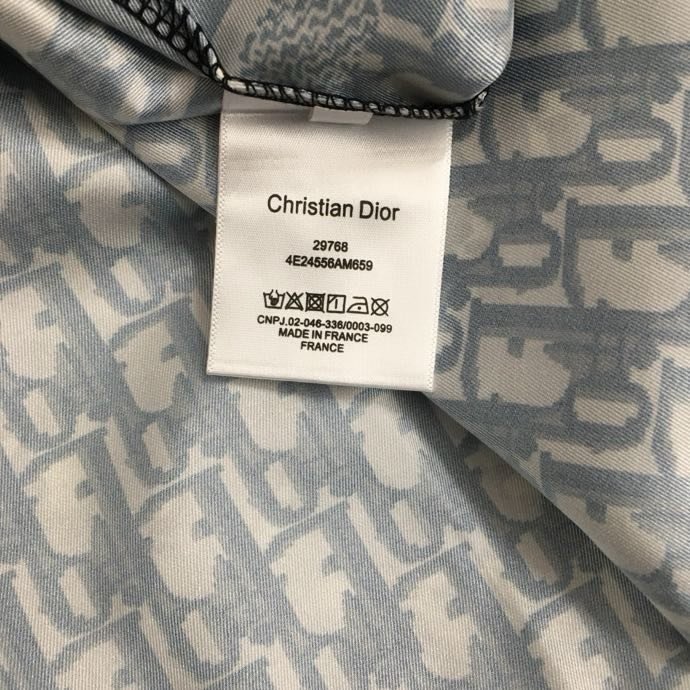 Christian Dior
29768
4E24556AM659
CNPJ.02-046-336/0003-099
MADE IN FRANCE
FRANCE